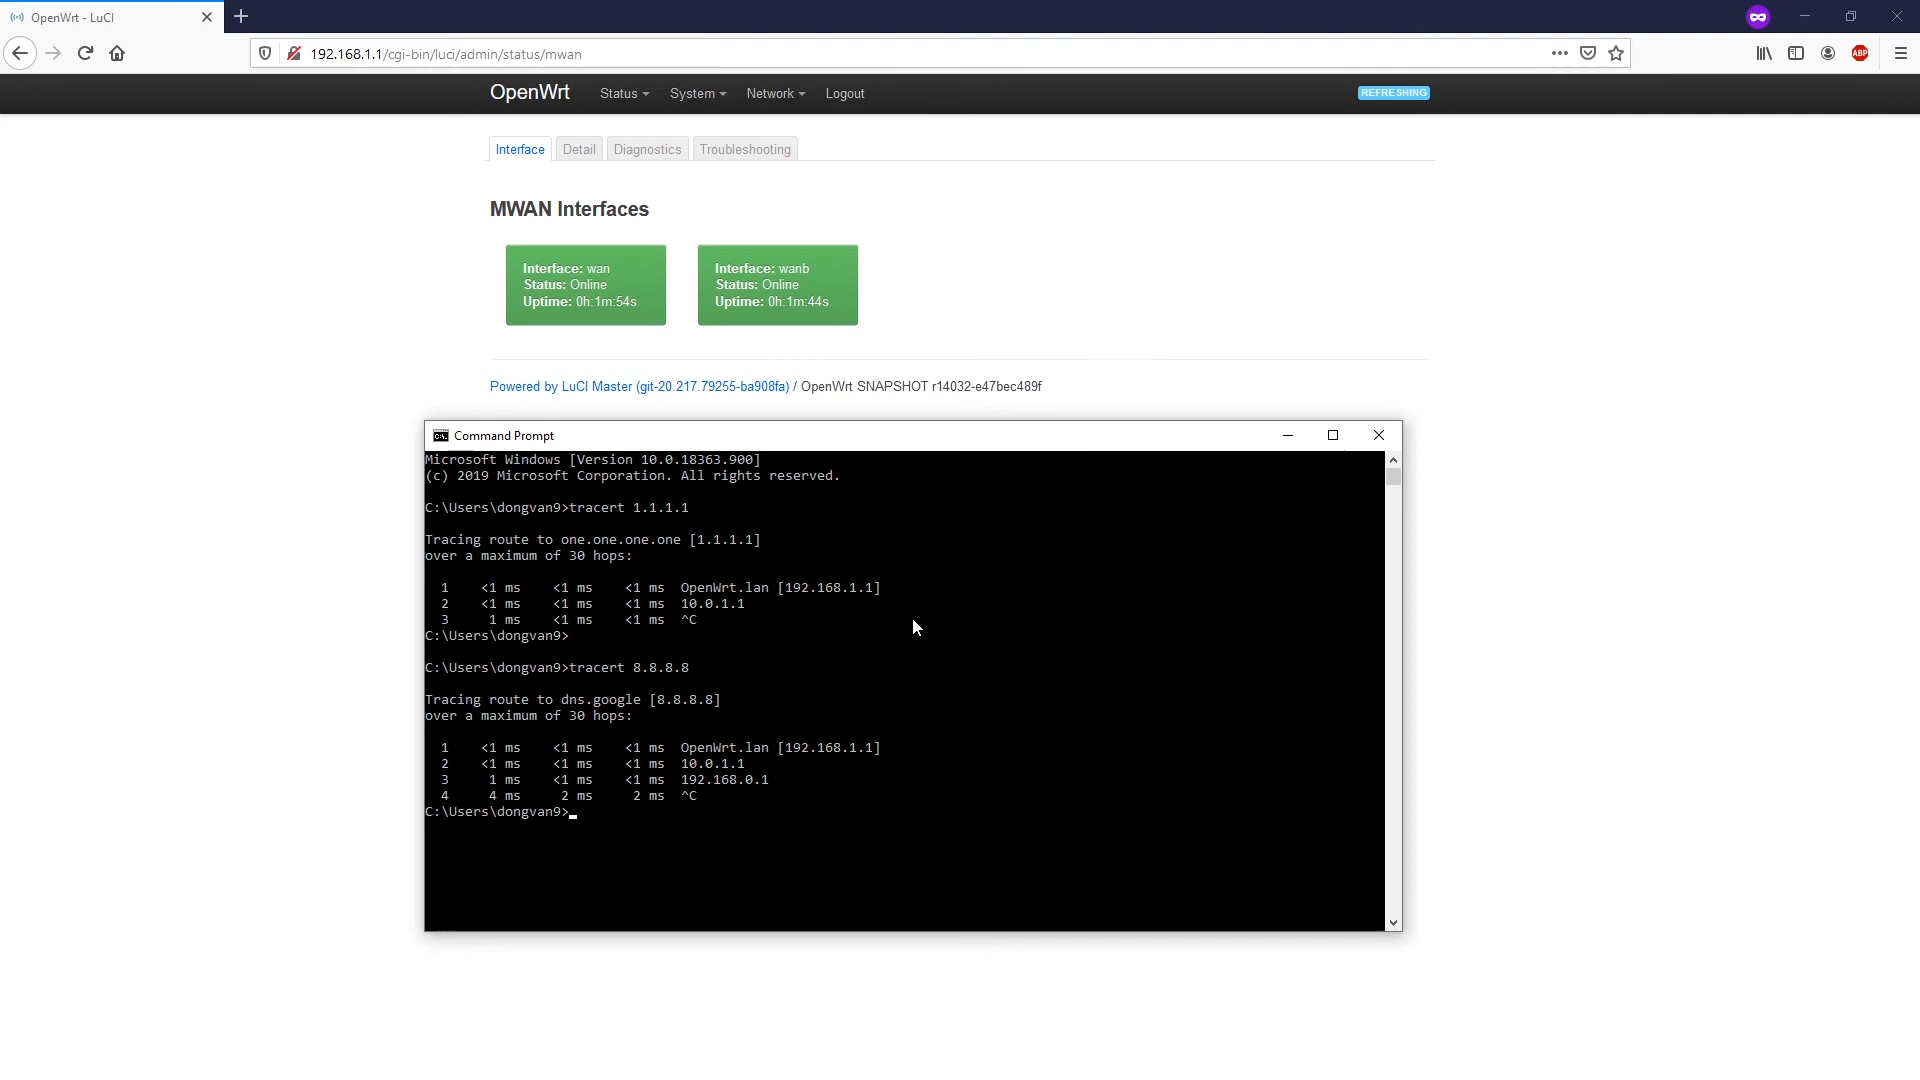 OpenWrt - LuCI
192.168.1.1/cgi-bin/luci/admin/status/mwan
ABP
OpenWrt Status System Network Logout REFRESHING
Interface Detail Diagnostics Troubleshooting
MWAN Interfaces
Interface: wan
Status: Online
Uptime: 0h:1m:54s
Interface: wanb
Status: Online
Uptime: 0h:1m:44s
Powered by LuCI Master (git-20.217.79255-ba908fa) / OpenWrt SNAPSHOT r14032-e47bec489f
Command Prompt
Microsoft Windows [Version 10.0.18363.900]
(c) 2019 Microsoft Corporation. All rights reserved.
C:\Users\dongvan9>tracert 1.1.1.1
Tracing route to one.one.one.one [1.1.1.1]
over a maximum of 30 hops:
1 <1 ms <1 ms <1 ms OpenWrt.lan [192.168.1.1]
2 <1 ms <1 ms <1 ms 10.0.1.1
3 1 ms <1 ms <1 ms ^C
C:\Users\dongvan9>
C:\Users\dongvan9>tracert 8.8.8.8
Tracing route to dns.google [8.8.8.8]
over a maximum of 30 hops:
1 <1 ms <1 ms <1 ms OpenWrt.lan [192.168.1.1]
2 <1 ms <1 ms <1 ms 10.0.1.1
3 1 ms <1 ms <1 ms 192.168.0.1
4 4 ms 2 ms 2 ms ^C
C:\Users\dongvan9>